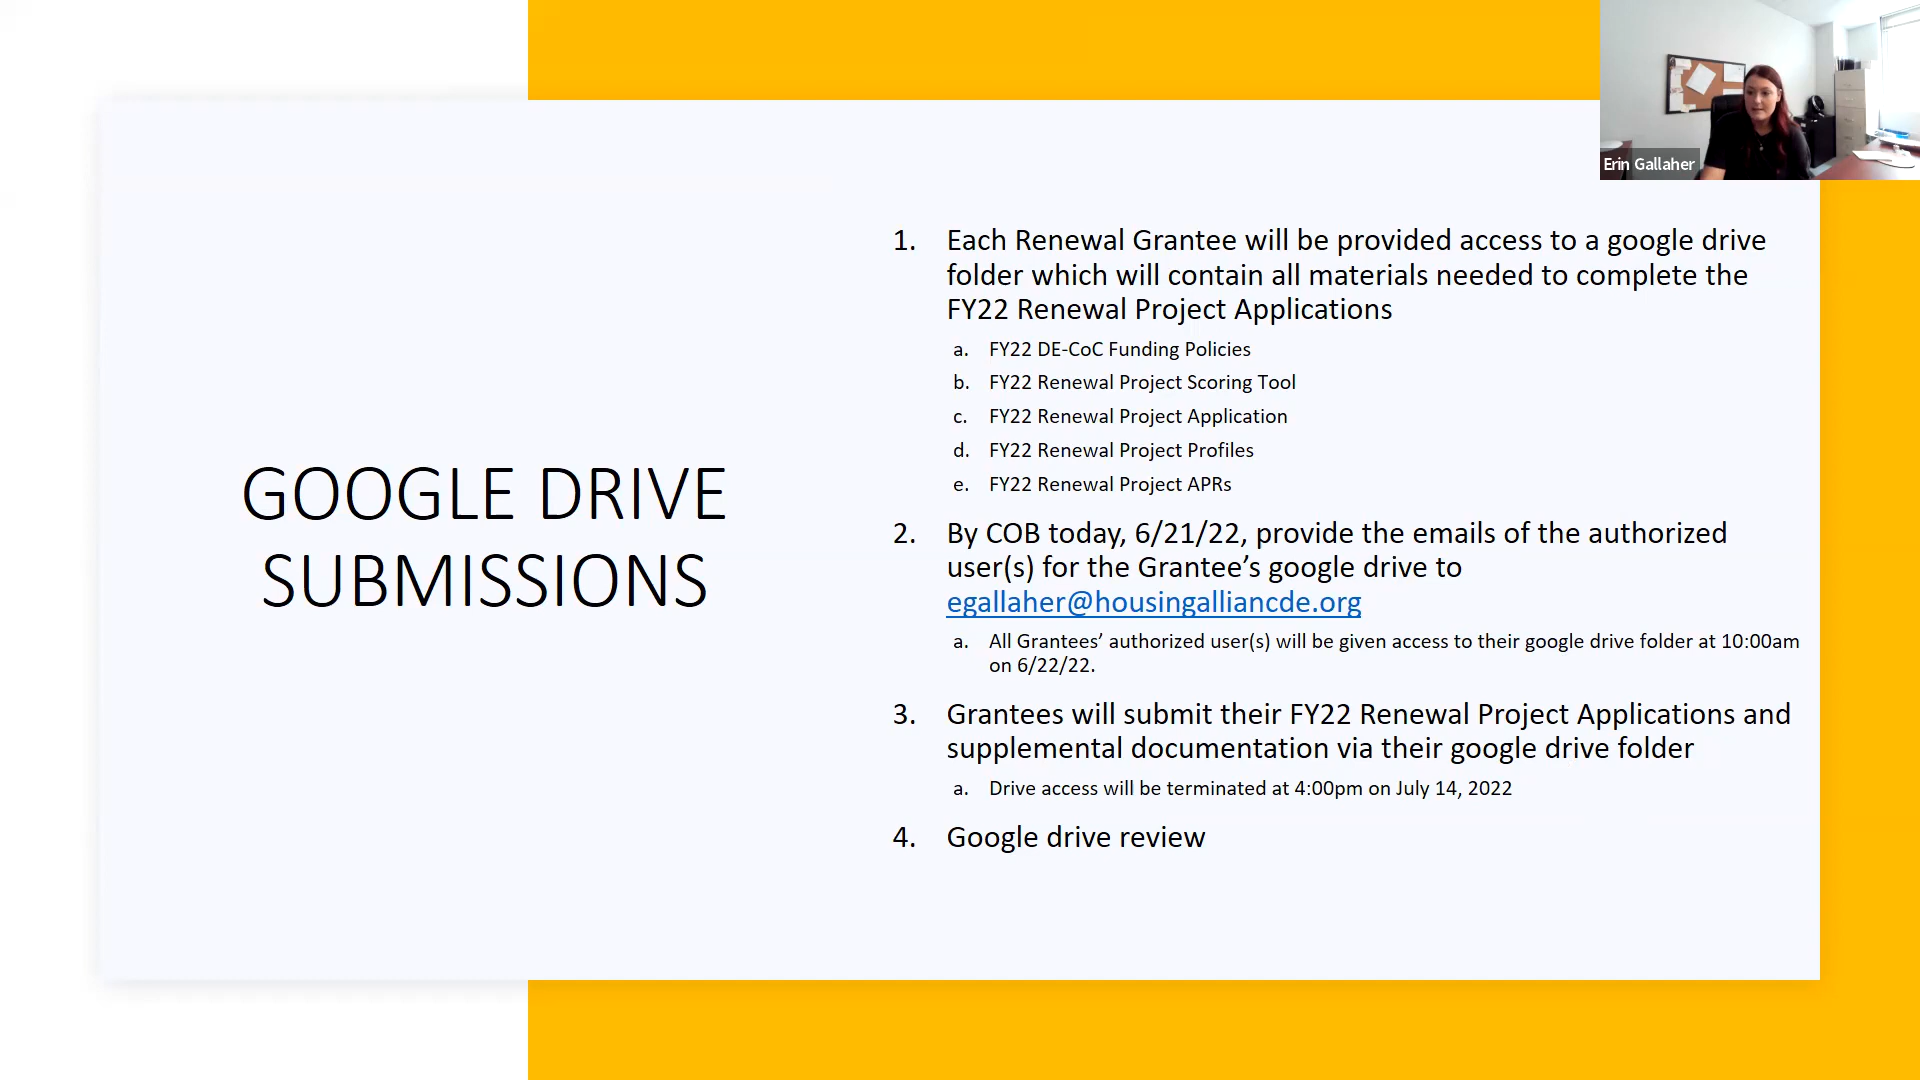 Erin Gallaher
GOOGLE DRIVE
SUBMISSIONS
1. Each Renewal Grantee will be provided access to a google drive
folder which will contain all materials needed to complete the
FY22 Renewal Project Applications
a. FY22 DE-CoC Funding Policies
b. FY22 Renewal Project Scoring Tool
c. FY22 Renewal Project Application
d. FY22 Renewal Project Profiles
e. FY22 Renewal Project APRs
2. By COB today, 6/21/22, provide the emails of the authorized
user(s) for the Grantee’s google drive to
egallaher@housingalliancde.org
a. All Grantees’ authorized user(s) will be given access to their google drive folder at 10:00am
on 6/22/22.
3. Grantees will submit their FY22 Renewal Project Applications and
supplemental documentation via their google drive folder
a. Drive access will be terminated at 4:00pm on July 14, 2022
4. Google drive review